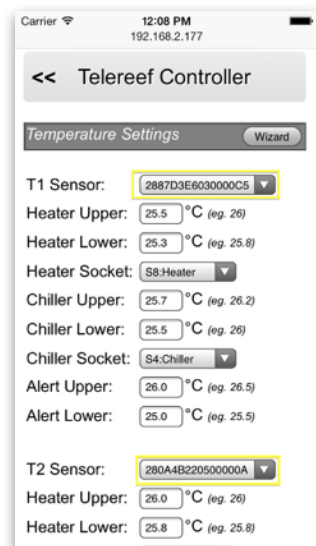 Carrier 12:08 PM
192.168.2.177
<< Telereef Controller
Temperature Settings Wizard
T1 Sensor: 2887D3E6030000C5
Heater Upper: 25.5 °C (eg. 26)
Heater Lower: 25.3 °C (eg. 25.8)
Heater Socket: S8:Heater
Chiller Upper: 25.7 °C (eg. 26.2)
Chiller Lower: 25.5 °C (eg. 26)
Chiller Socket: S4:Chiller
Alert Upper: 26.0 °C (eg. 26.5)
Alert Lower: 25.0 °C (eg. 25.5)
T2 Sensor: 280A4B220500000A
Heater Upper: 26.0 °C (eg. 26)
Heater Lower: 25.8 °C (eg. 25.8)